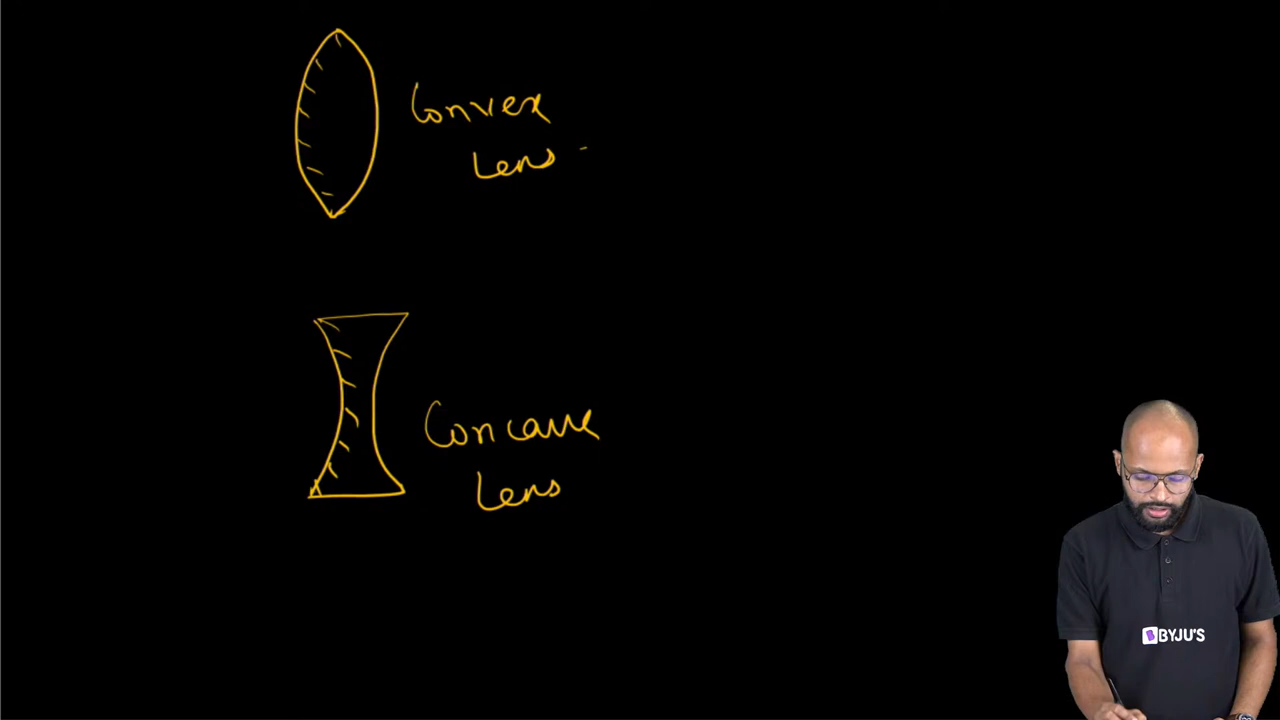 Convex
Lens -
Concave
Lens
BYJU'S